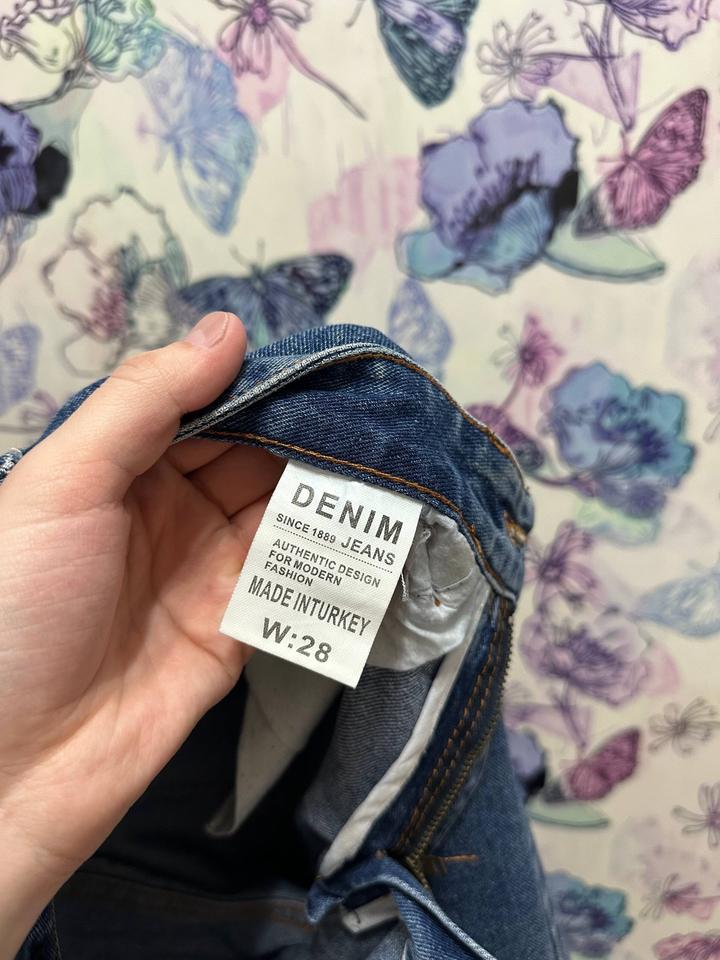 DENIM
SINCE 1889 JEANS
AUTHENTIC DESIGN
FOR MODERN
FASHION
MADE INTURKEY
W:28